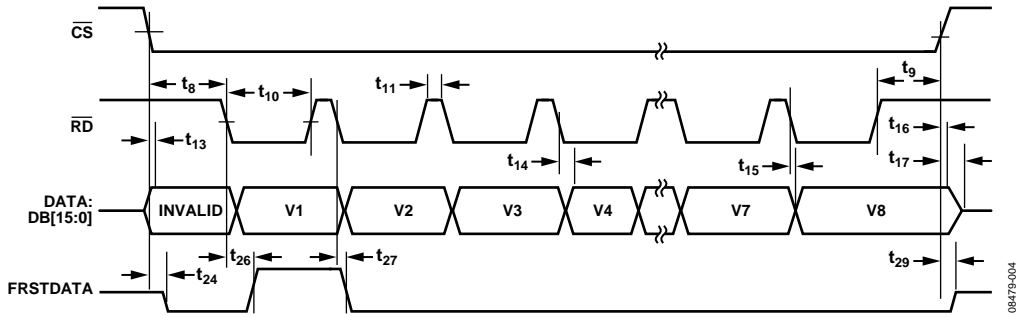 CS
t8
t10
t11
t9
RD
t13
t14
t15
t16
t17
DATA:
DB[15:0]
INVALID V1 V2 V3 V4 V7 V8
t24
t26
t27
t29
FRSTDATA
08479-004